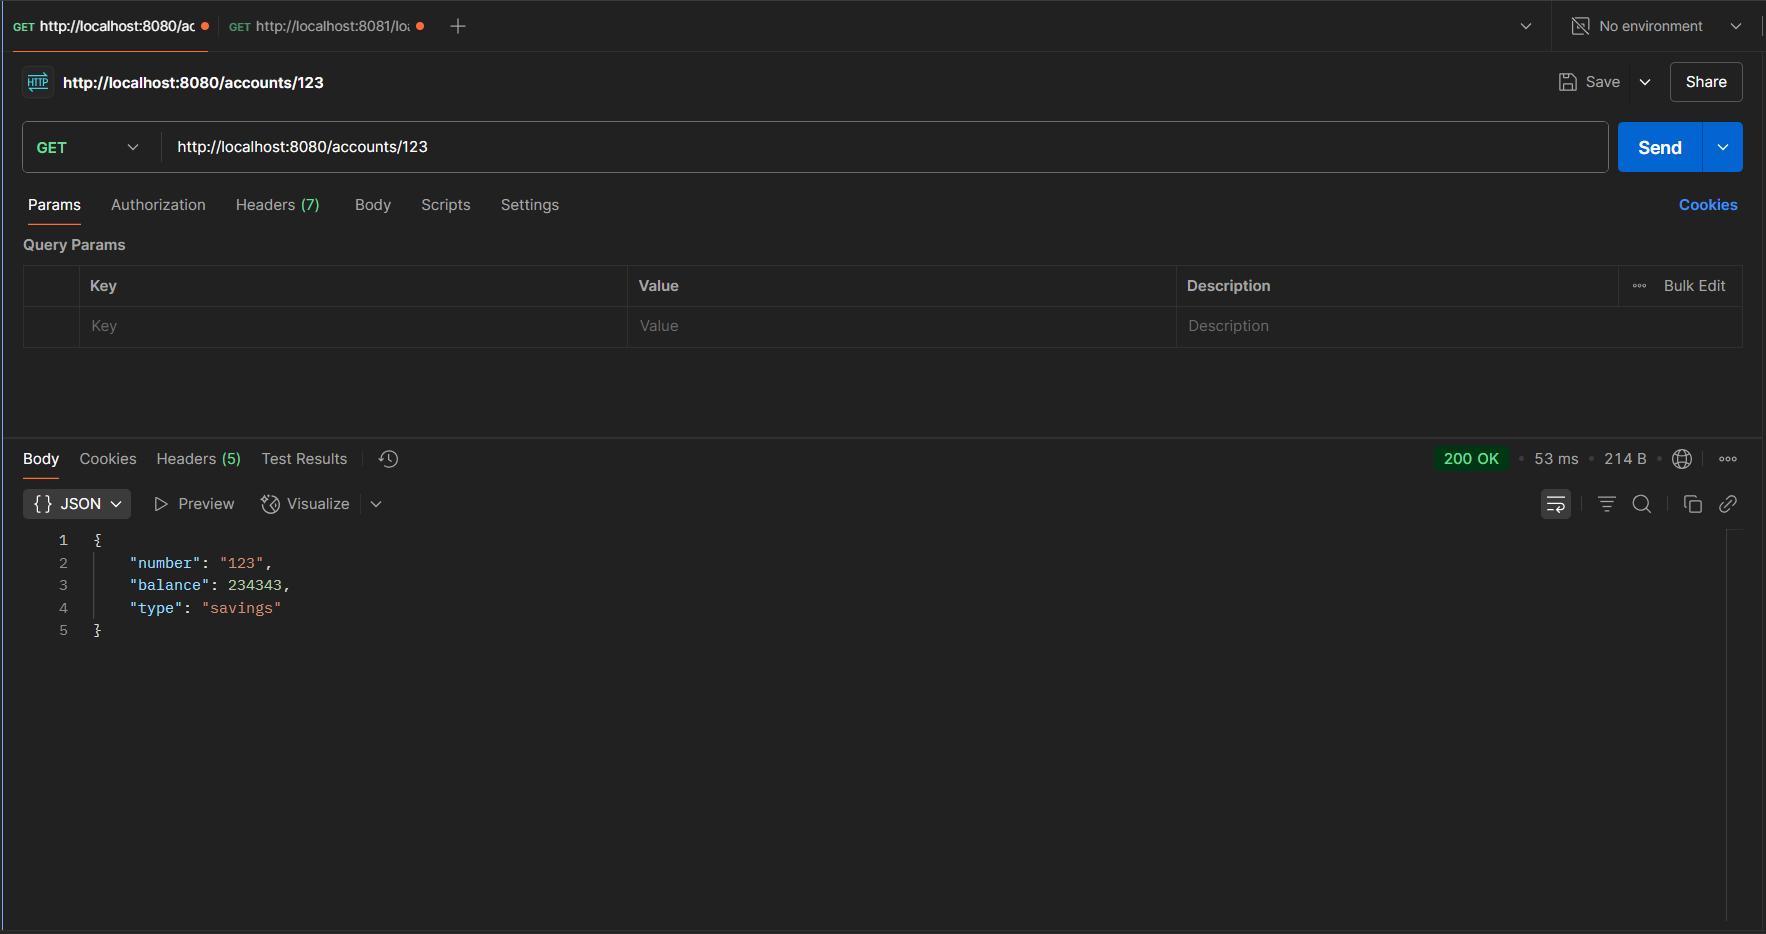 GET http://localhost:8080/ac GET http://localhost:8081/loa No environment
HTTP http://localhost:8080/accounts/123 Save Share
GET http://localhost:8080/accounts/123 Send
Params Authorization Headers (7) Body Scripts Settings Cookies
Query Params
Key Value Description Bulk Edit
Key Value Description
Body Cookies Headers (5) Test Results 200 OK 53 ms 214 B
{} JSON Preview Visualize
1 {
2 "number": "123",
3 "balance": 234343,
4 "type": "savings"
5 }